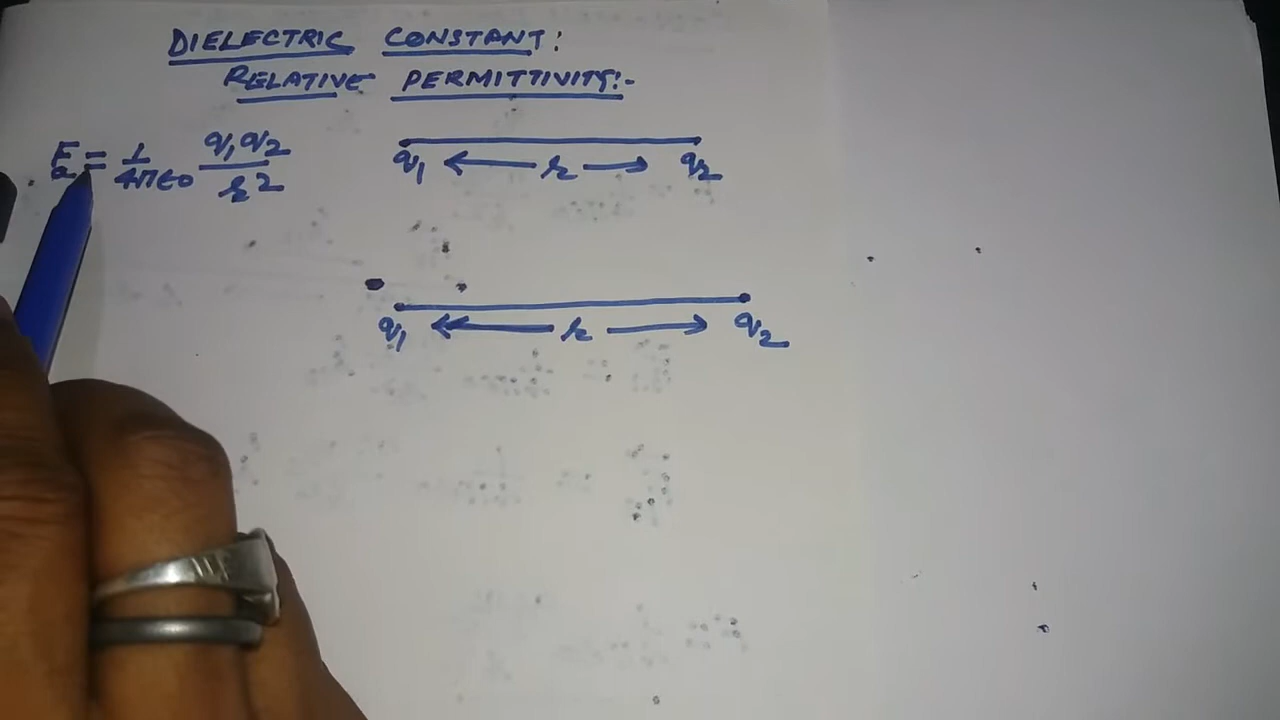 DIELECTRIC CONSTANT:
RELATIVE PERMITTIVITY:-
Fa = 1/4πε0 q1q2/r2
q1 ← r → q2
q1 ← r → q2